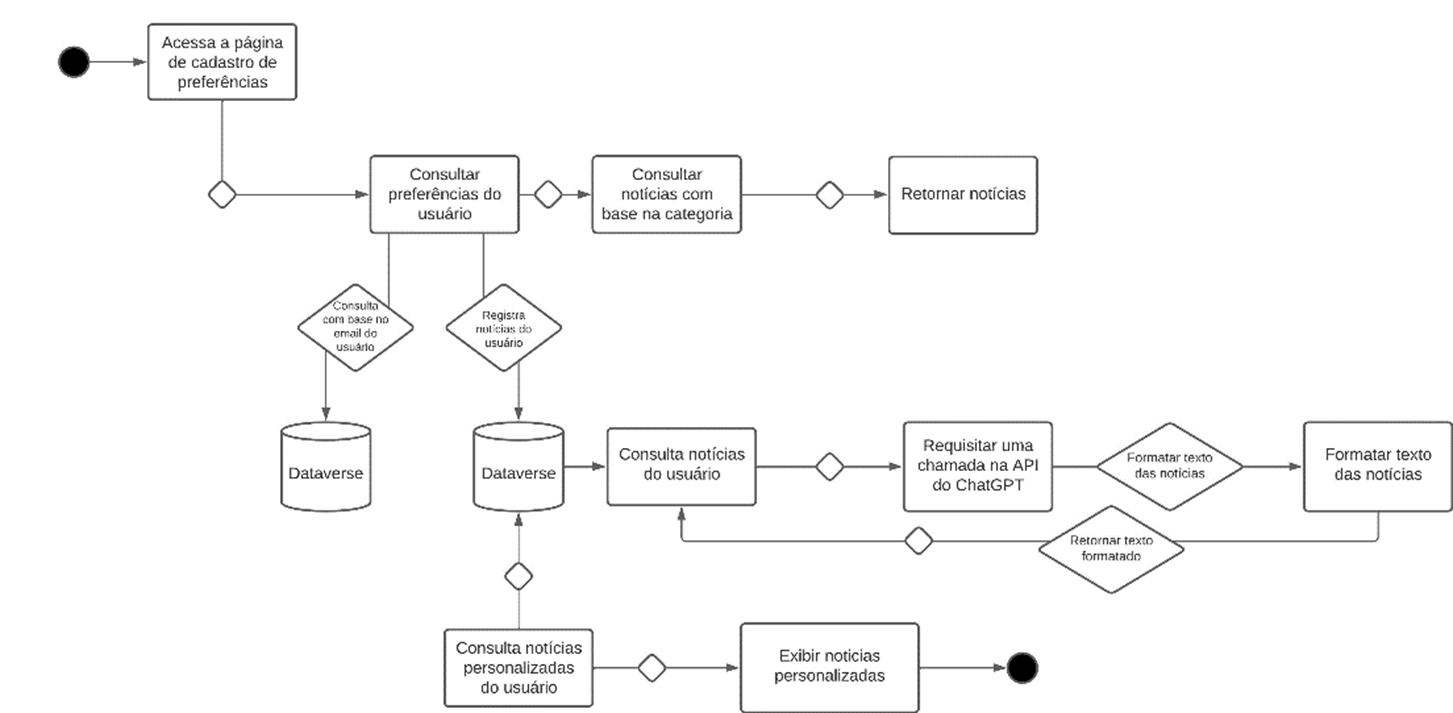 Acessa a página
de cadastro de
preferências
Consultar
preferências do
usuário
Consultar
notícias com
base na categoria
Retornar notícias
Consulta
com base no
email do
usuário
Registra
notícias do
usuário
Dataverse
Dataverse
Consulta notícias
do usuário
Requisitar uma
chamada na API
do ChatGPT
Formatar texto
das notícias
Formatar texto
das notícias
Retornar texto
formatado
Consulta notícias
personalizadas
do usuário
Exibir noticias
personalizadas